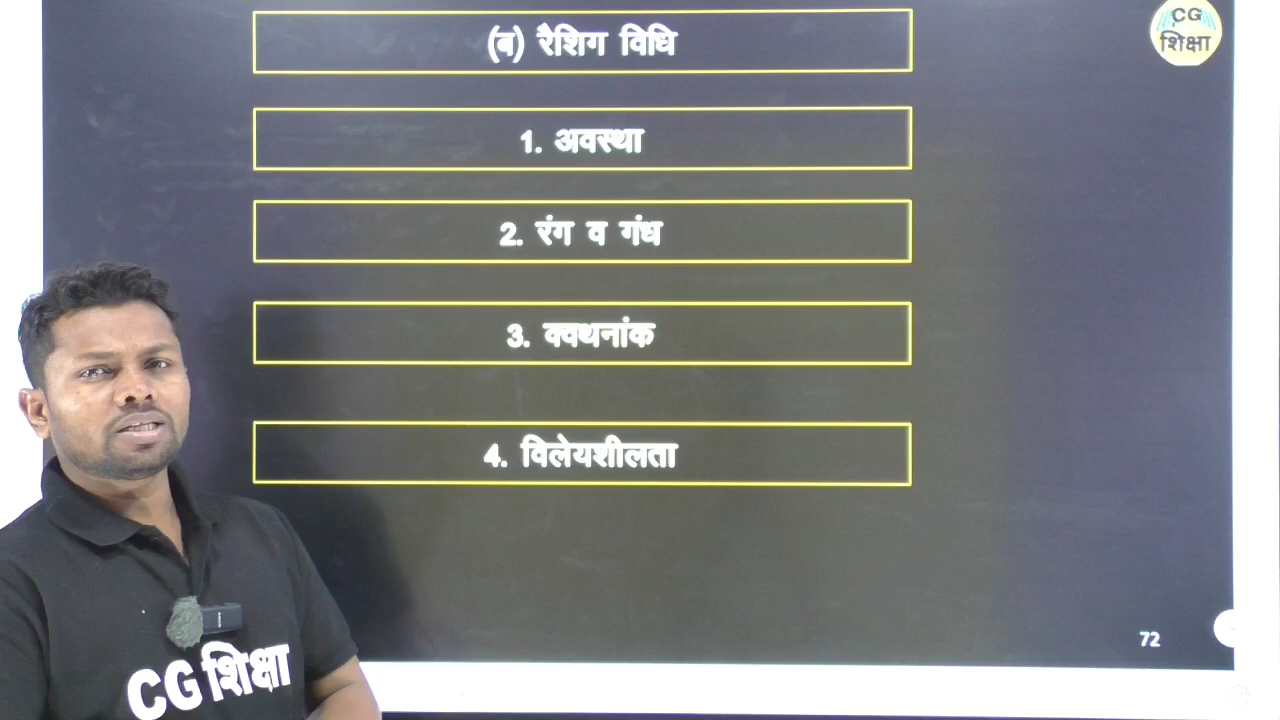 (ब) रैशिग विधि
CG
शिक्षा
1. अवस्था
2. रंग व गंध
3. क्वथनांक
4. विलेयशीलता
72
CG शिक्षा